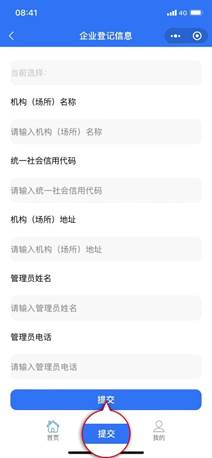 08:41
4G
企业登记信息
当前选择:
机构（场所）名称
请输入机构（场所）名称
统一社会信用代码
请输入统一社会信用代码
机构（场所）地址
请输入机构（场所）地址
管理员姓名
请输入管理员姓名
管理员电话
请输入管理员电话
提交
提交
首页
我的